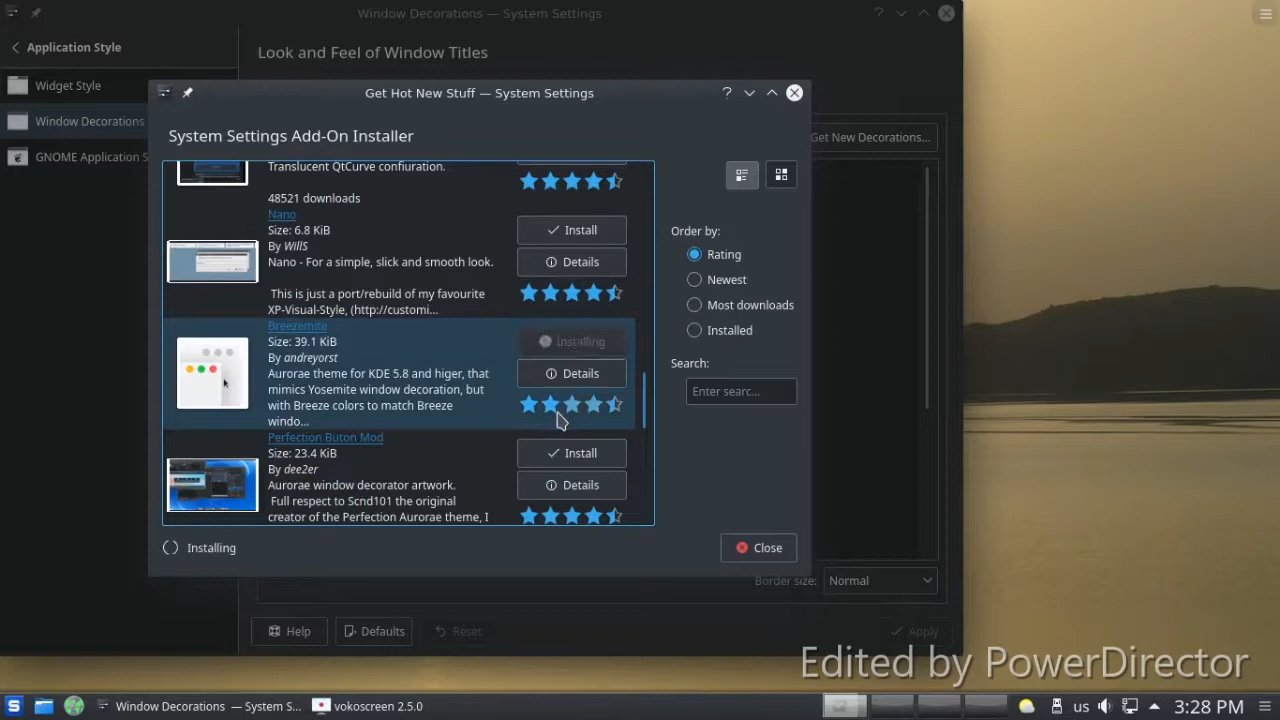 Window Decorations — System Settings
Application Style
Look and Feel of Window Titles
Widget Style
Window Decorations
GNOME Application S
Get New Decorations...
Get Hot New Stuff — System Settings
System Settings Add-On Installer
Translucent QtCurve confiuration.
48521 downloads
Nano
Size: 6.8 KiB
By WillS
Nano - For a simple, slick and smooth look.
This is just a port/rebuild of my favourite
XP-Visual-Style, (http://customi...
Install
Details
Breezemite
Size: 39.1 KiB
By andreyorst
Aurorae theme for KDE 5.8 and higer, that
mimics Yosemite window decoration, but
with Breeze colors to match Breeze
windo...
Installing
Details
Perfection Buton Mod
Size: 23.4 KiB
By dee2er
Aurorae window decorator artwork.
Full respect to Scnd101 the original
creator of the Perfection Aurorae theme, I
Install
Details
Order by:
Rating
Newest
Most downloads
Installed
Search:
Enter searc...
Installing
Close
Border size:
Normal
Help
Defaults
Reset
Apply
Edited by PowerDirector
Window Decorations — System S...
vokoscreen 2.5.0
us
3:28 PM